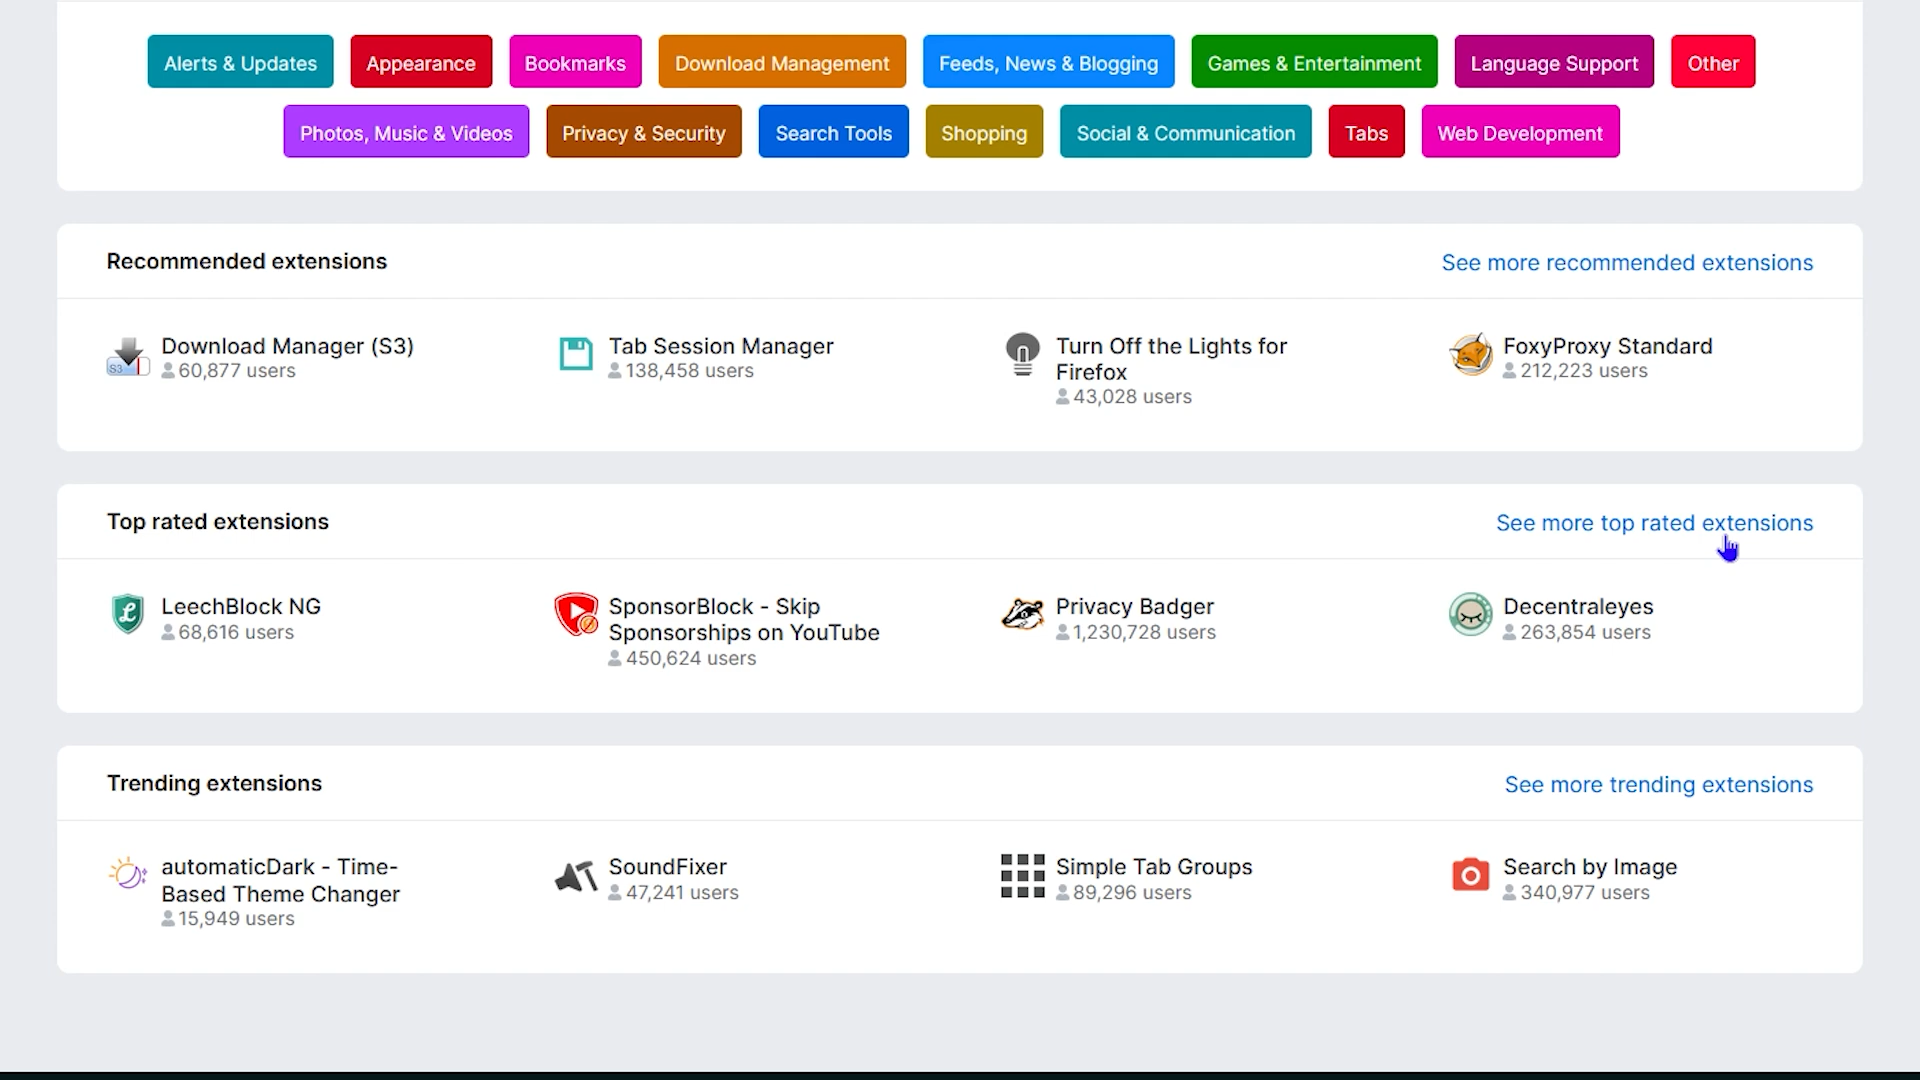 Alerts & Updates
Appearance
Bookmarks
Download Management
Feeds, News & Blogging
Games & Entertainment
Language Support
Other
Photos, Music & Videos
Privacy & Security
Search Tools
Shopping
Social & Communication
Tabs
Web Development
Recommended extensions
See more recommended extensions
Download Manager (S3)
60,877 users
Tab Session Manager
138,458 users
Turn Off the Lights for
Firefox
43,028 users
FoxyProxy Standard
212,223 users
Top rated extensions
See more top rated extensions
LeechBlock NG
68,616 users
SponsorBlock - Skip
Sponsorships on YouTube
450,624 users
Privacy Badger
1,230,728 users
Decentraleyes
263,854 users
Trending extensions
See more trending extensions
automaticDark - Time-
Based Theme Changer
15,949 users
SoundFixer
47,241 users
Simple Tab Groups
89,296 users
Search by Image
340,977 users